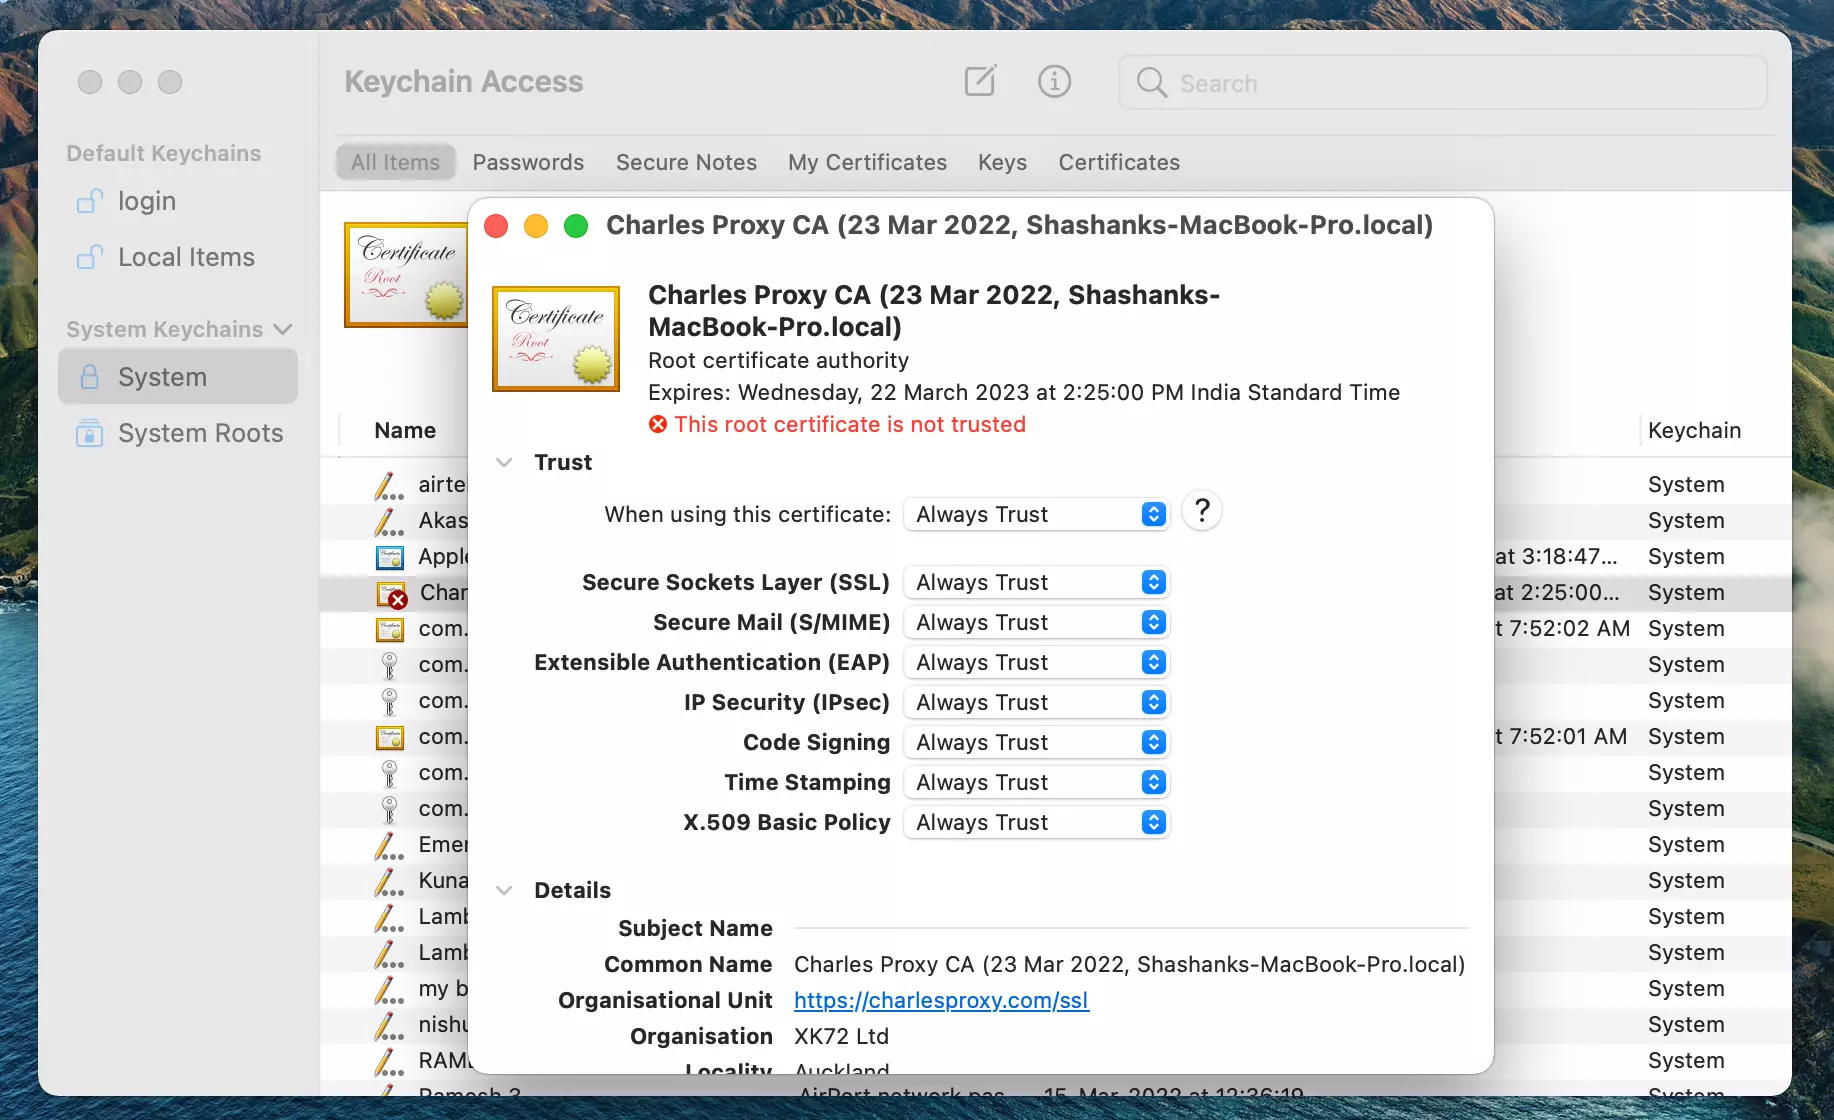 Keychain Access
Search
Default Keychains
login
Local Items
System Keychains
System
System Roots
All Items Passwords Secure Notes My Certificates Keys Certificates
Certificate
Root
Charles Proxy CA (23 Mar 2022, Shashanks-MacBook-Pro.local)
Certificate
Root
Charles Proxy CA (23 Mar 2022, Shashanks-
MacBook-Pro.local)
Root certificate authority
Expires: Wednesday, 22 March 2023 at 2:25:00 PM India Standard Time
This root certificate is not trusted
Trust
When using this certificate: Always Trust ?
Secure Sockets Layer (SSL) Always Trust
Secure Mail (S/MIME) Always Trust
Extensible Authentication (EAP) Always Trust
IP Security (IPsec) Always Trust
Code Signing Always Trust
Time Stamping Always Trust
X.509 Basic Policy Always Trust
Details
Subject Name
Common Name Charles Proxy CA (23 Mar 2022, Shashanks-MacBook-Pro.local)
Organisational Unit https://charlesproxy.com/ssl
Organisation XK72 Ltd
Locality Auckland
Name Keychain
airte System
Akas System
Apple at 3:18:47... System
Char at 2:25:00... System
com. t 7:52:02 AM System
com. System
com. System
com. t 7:52:01 AM System
com. System
com. System
Emer System
Kuna System
Lamb System
Lamb System
my b System
nishu System
RAM System
Ramesh 3 AirPort network pas... 15-Mar-2022 at 12:36:19 System